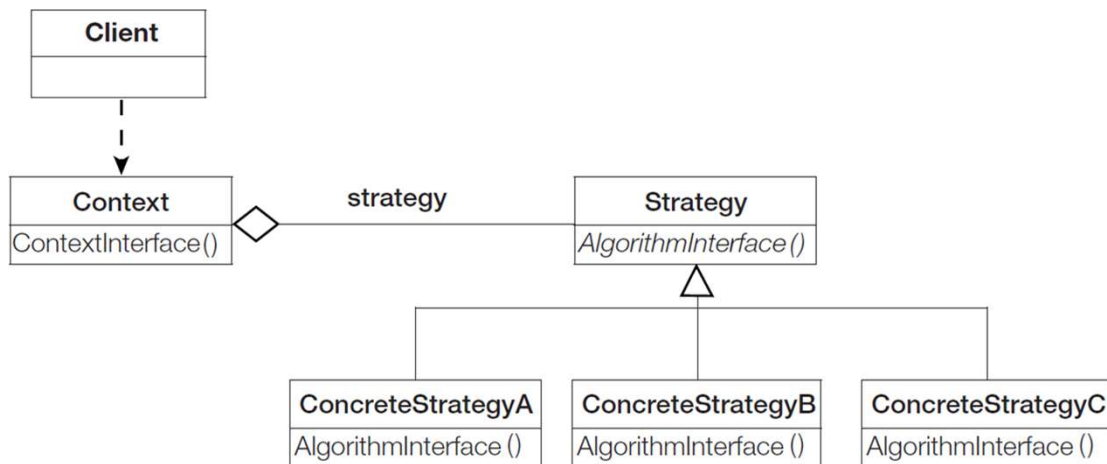 Client
Context
ContextInterface()
strategy
Strategy
AlgorithmInterface()
ConcreteStrategyA
AlgorithmInterface()
ConcreteStrategyB
AlgorithmInterface()
ConcreteStrategyC
AlgorithmInterface()